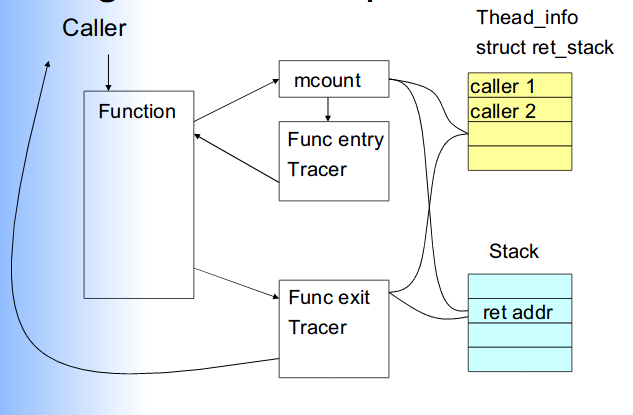 Caller
Thead_info
struct ret_stack
Function
mcount
caller 1
caller 2
Func entry
Tracer
Stack
Func exit
Tracer
ret addr